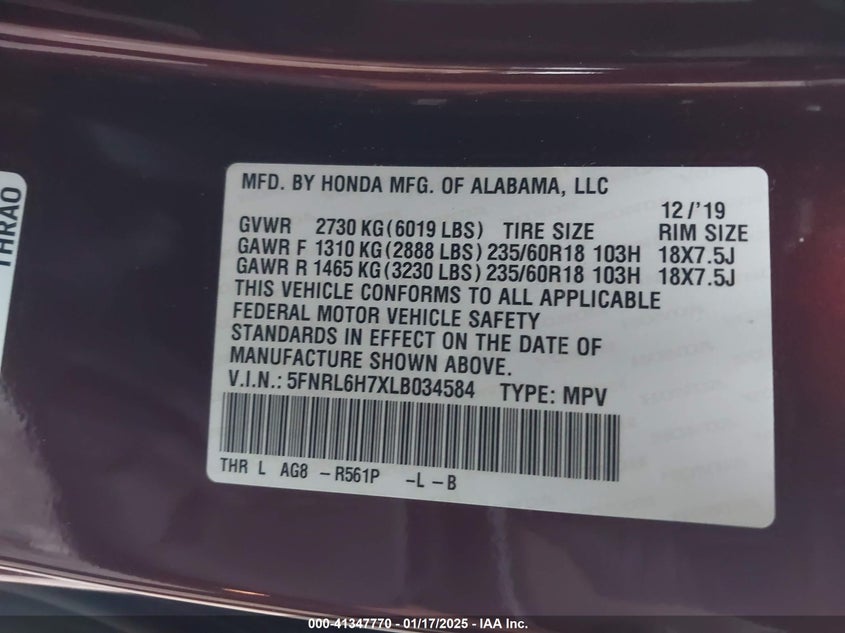 THRAO
MFD. BY HONDA MFG. OF ALABAMA, LLC
12/'19
GVWR 2730 KG(6019 LBS) TIRE SIZE RIM SIZE
GAWR F 1310 KG(2888 LBS) 235/60R18 103H 18X7.5J
GAWR R 1465 KG(3230 LBS) 235/60R18 103H 18X7.5J
THIS VEHICLE CONFORMS TO ALL APPLICABLE
FEDERAL MOTOR VEHICLE SAFETY
STANDARDS IN EFFECT ON THE DATE OF
MANUFACTURE SHOWN ABOVE.
V.I.N.: 5FNRL6H7XLB034584 TYPE: MPV
THR L AG8 -R561P -L -B
00 - 41347770 - 01/17/2025 - IAA Inc.